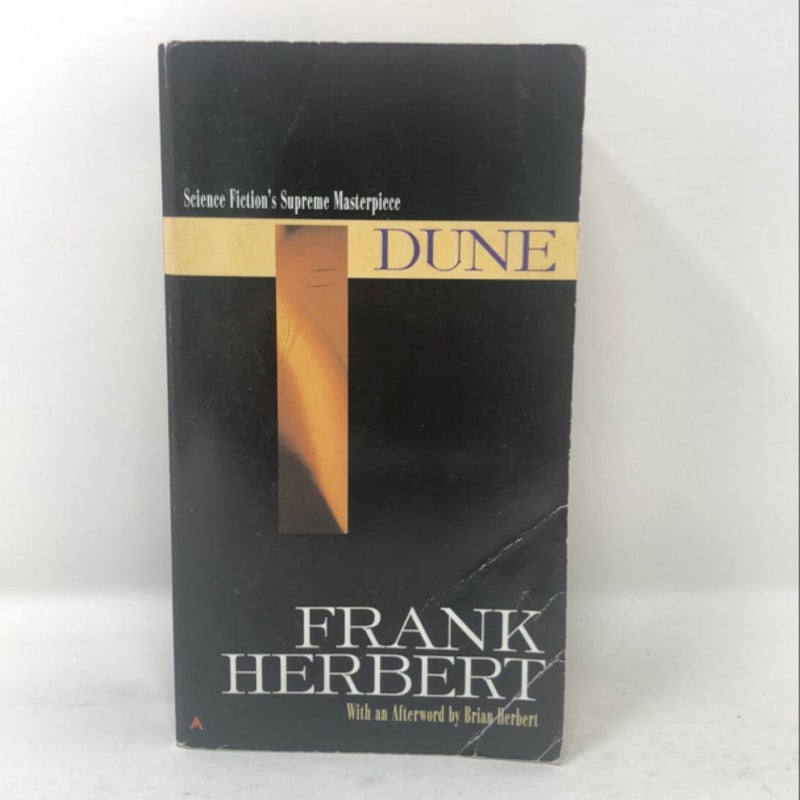 Science Fiction's Supreme Masterpiece
DUNE
FRANK
HERBERT
With an Afterword by Brian Herbert